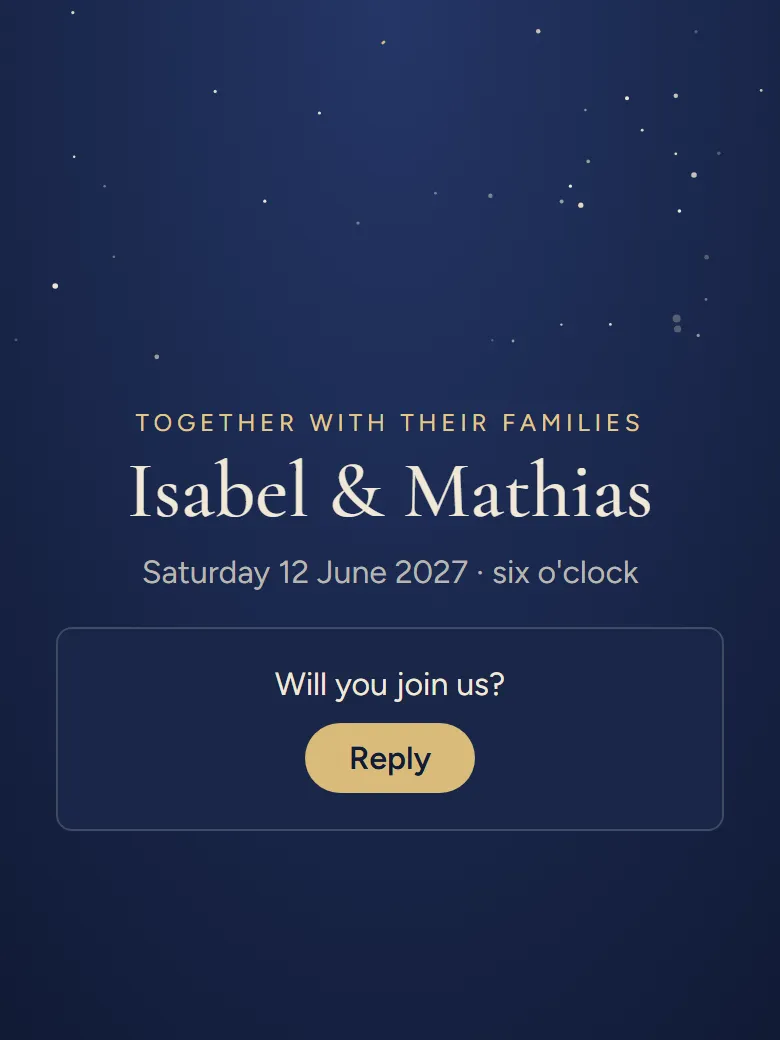 TOGETHER WITH THEIR FAMILIES
Isabel & Mathias
Saturday 12 June 2027 · six o'clock
Will you join us?
Reply